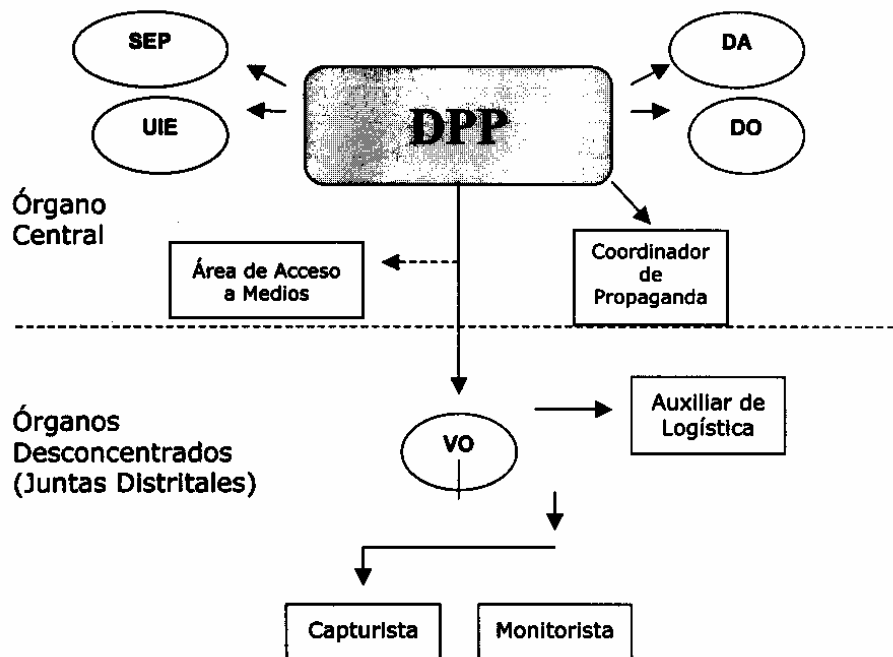 SEP
DA
DPP
UIE
DO
Órgano
Central
Área de Acceso
a Medios
Coordinador
de
Propaganda
Órganos
Desconcentrados
(Juntas Distritales)
VO
Auxiliar de
Logística
Capturista
Monitorista